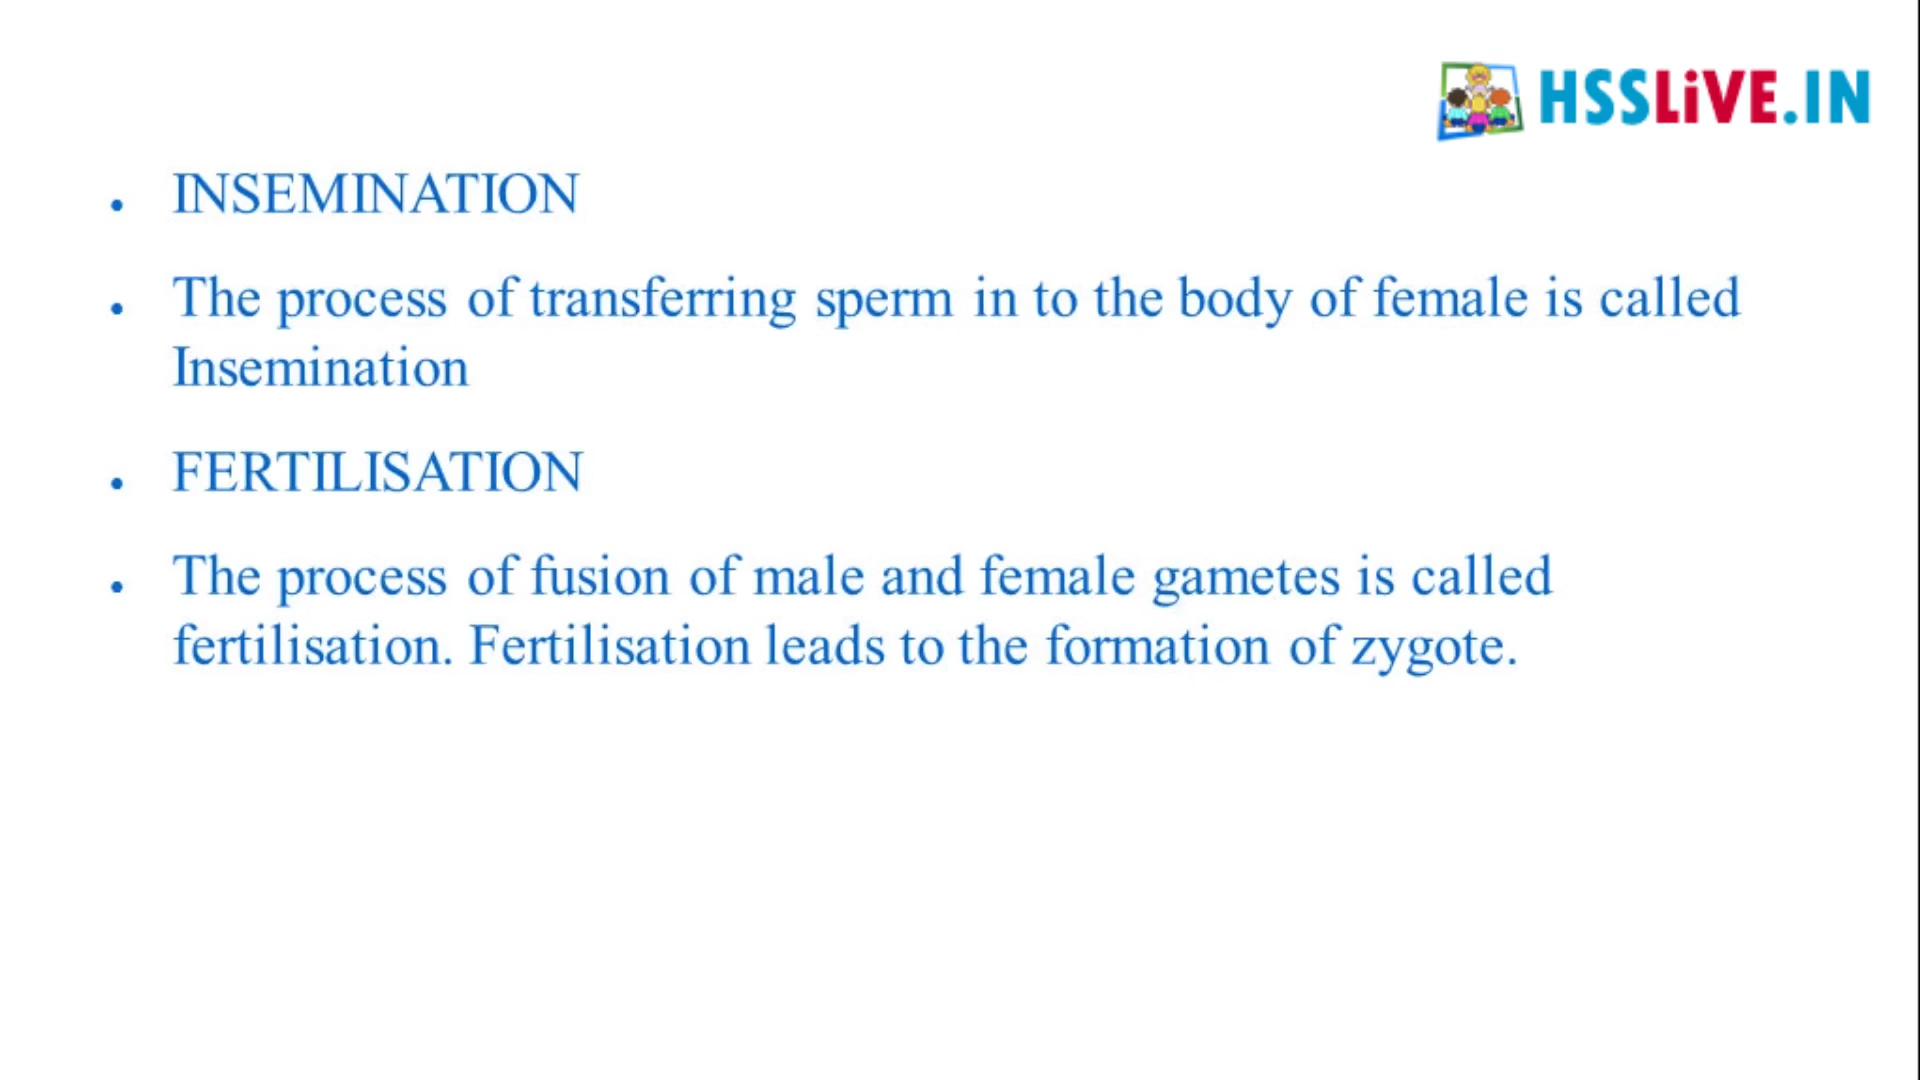 HSSLiVE.IN
• INSEMINATION
• The process of transferring sperm in to the body of female is called
Insemination
• FERTILISATION
• The process of fusion of male and female gametes is called
fertilisation. Fertilisation leads to the formation of zygote.